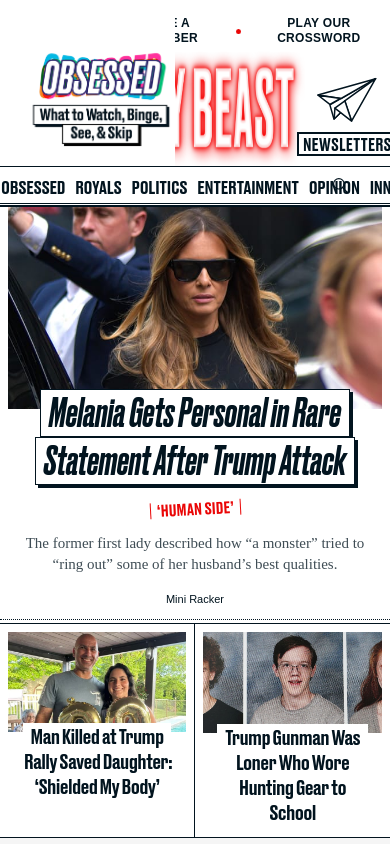 E A
BER
PLAY OUR
CROSSWORD
OBSESSED
What to Watch, Binge,
See, & Skip
Y BEAST
NEWSLETTERS
OBSESSED ROYALS POLITICS ENTERTAINMENT OPINION INN
Melania Gets Personal in Rare
Statement After Trump Attack
‘HUMAN SIDE’
The former first lady described how “a monster” tried to
“ring out” some of her husband’s best qualities.
Mini Racker
Man Killed at Trump
Rally Saved Daughter:
‘Shielded My Body’
Trump Gunman Was
Loner Who Wore
Hunting Gear to
School